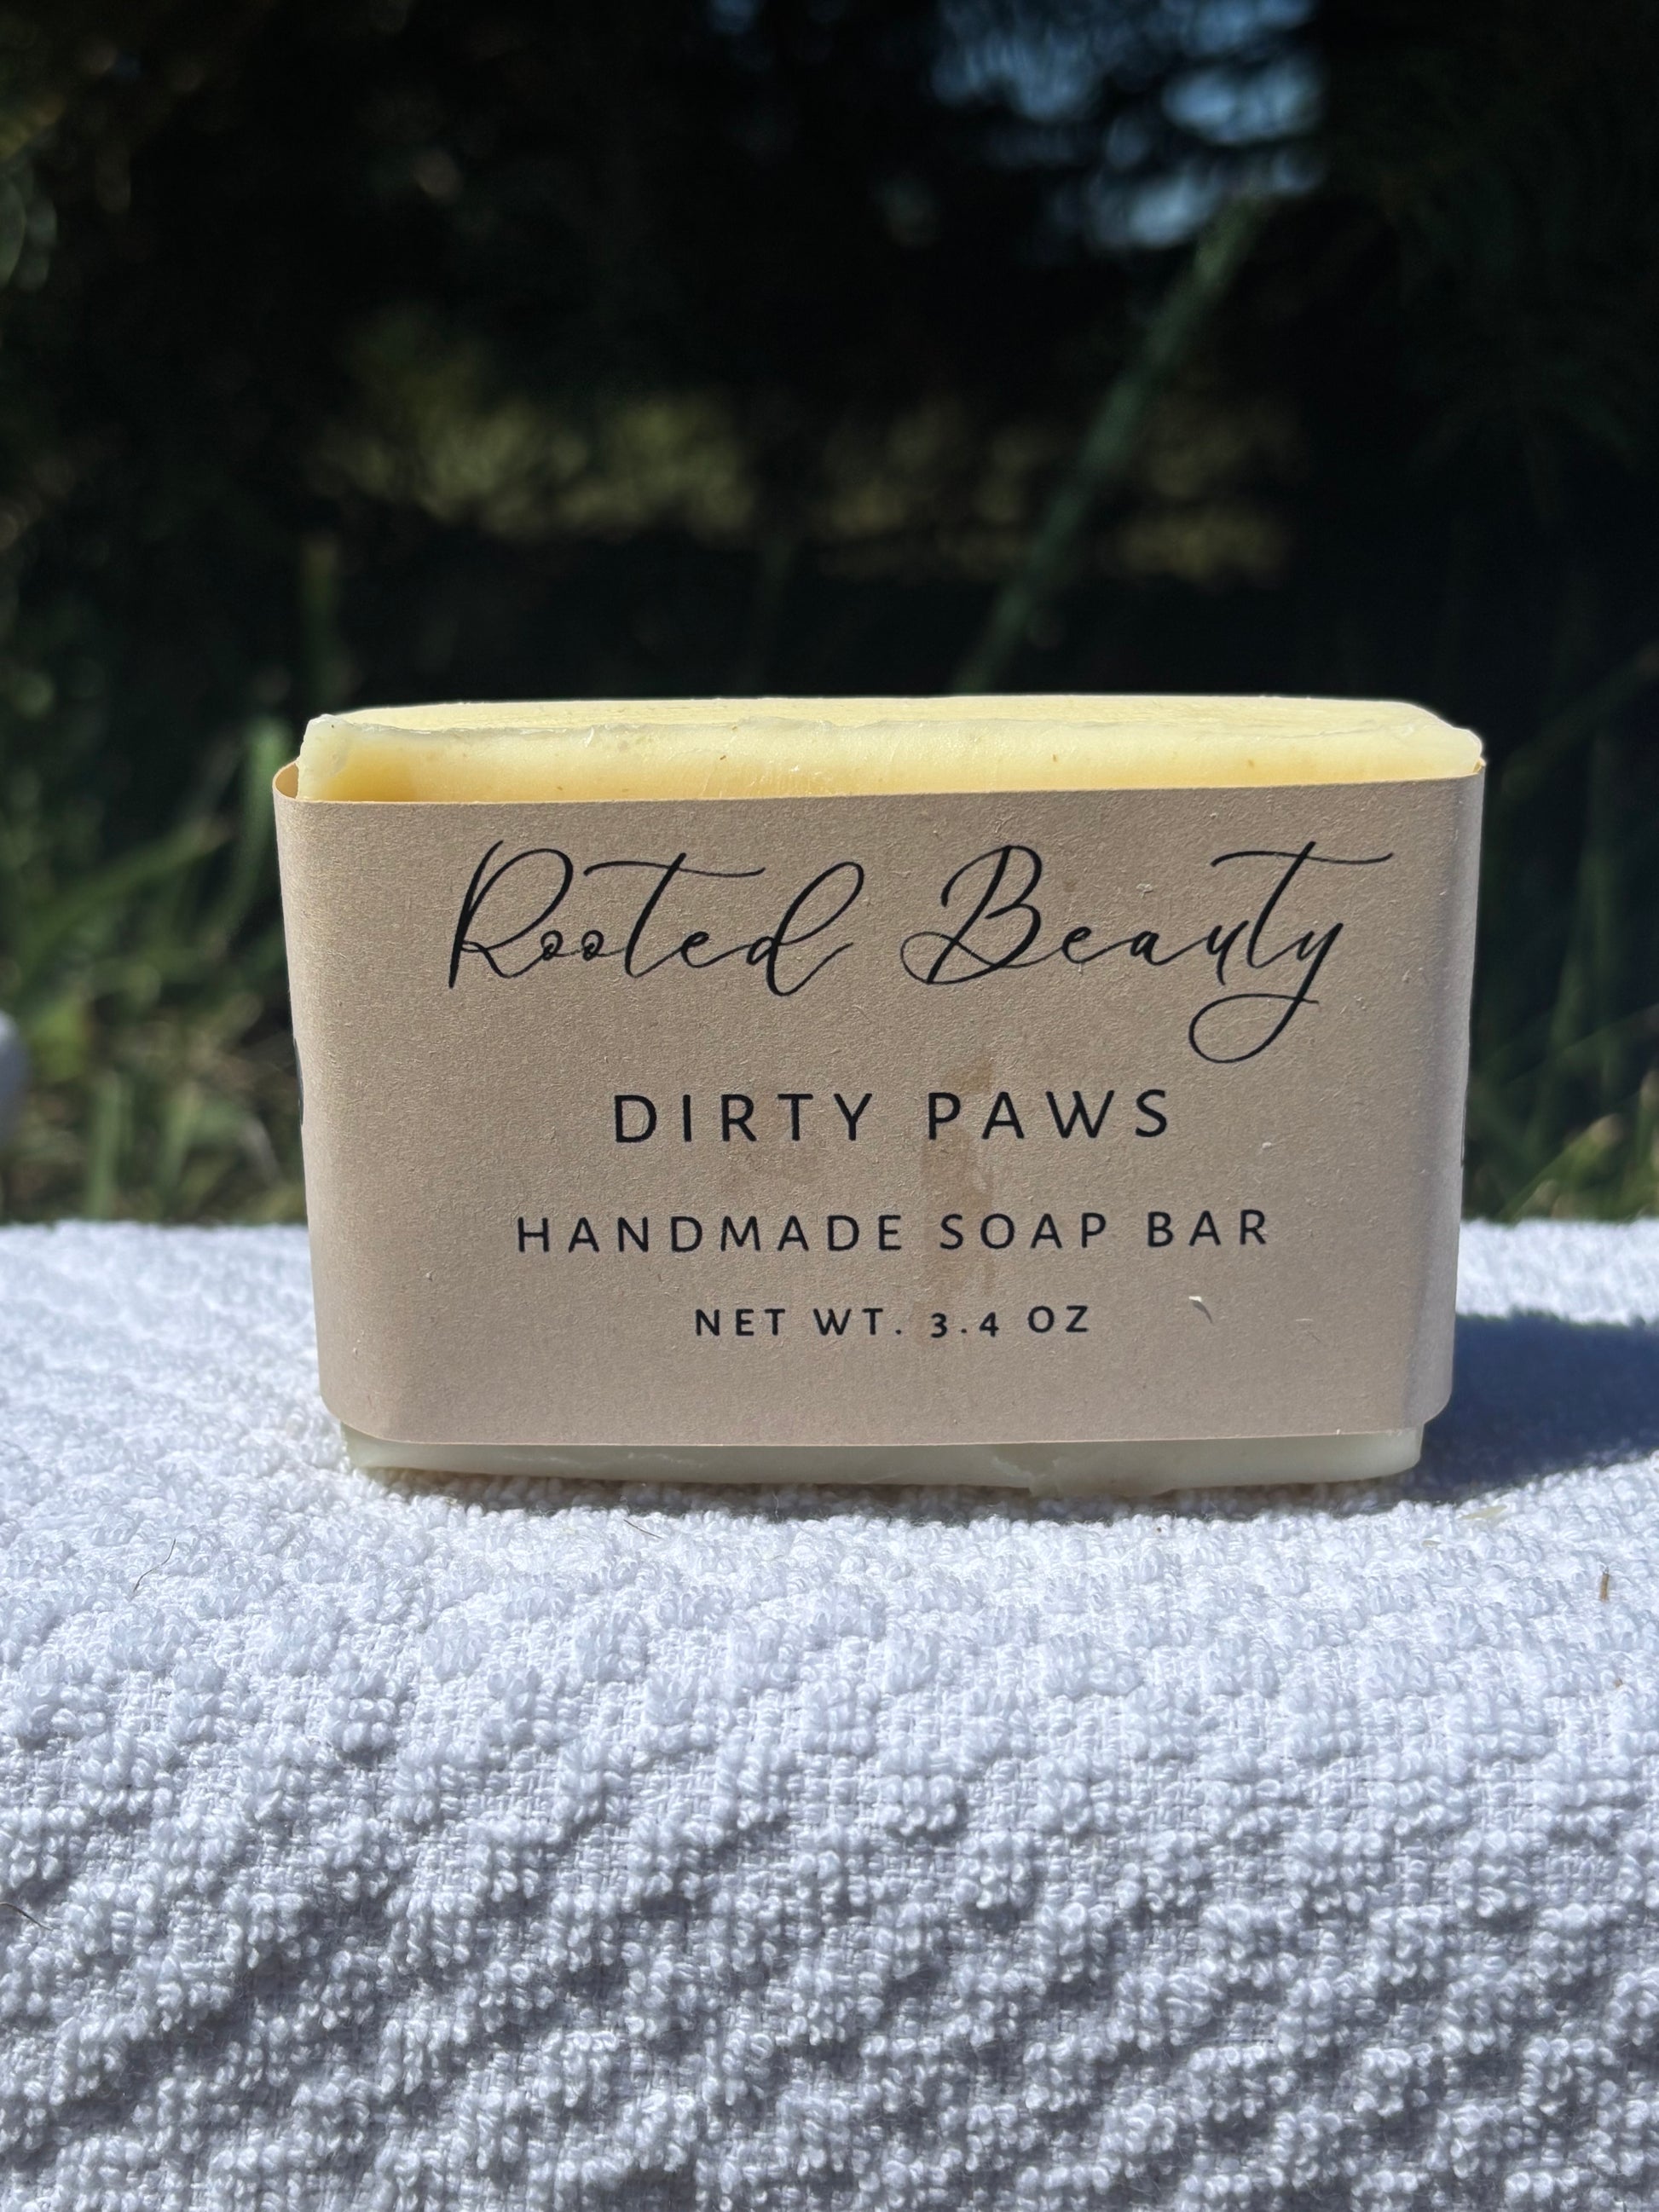 Rooted Beauty
DIRTY PAWS
HANDMADE SOAP BAR
NET WT. 3.4 OZ